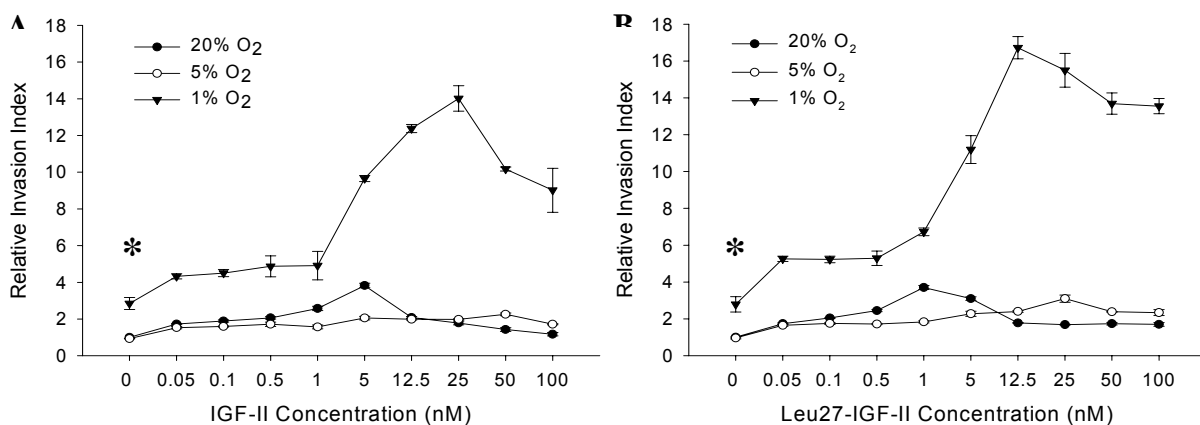 A
18
16
14
12
10
8
6
4
2
0
Relative Invasion Index
20% O2
5% O2
1% O2
*
0 0.05 0.1 0.5 1 5 12.5 25 50 100
IGF-II Concentration (nM)
B
18
16
14
12
10
8
6
4
2
0
Relative Invasion Index
20% O2
5% O2
1% O2
*
0 0.05 0.1 0.5 1 5 12.5 25 50 100
Leu27-IGF-II Concentration (nM)